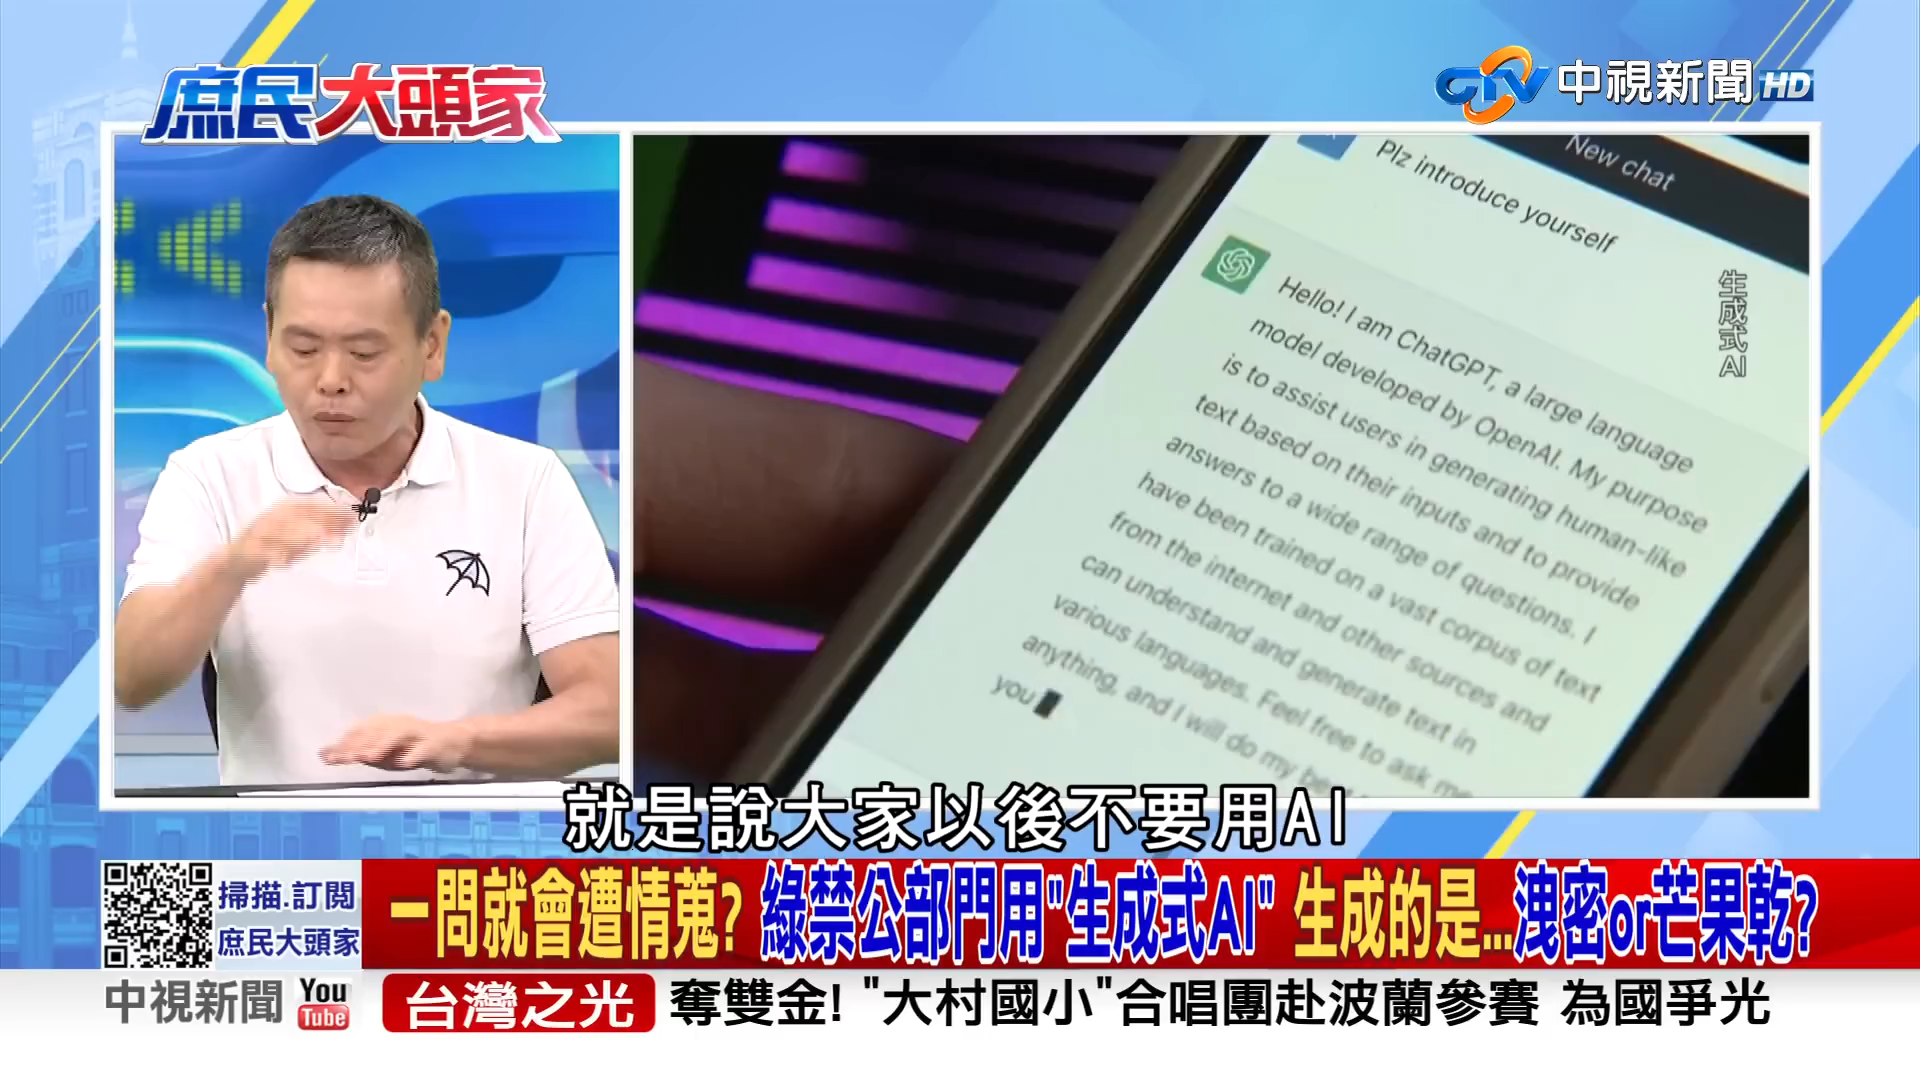 庶民大頭家
CTV 中視新聞 HD
New chat
Plz introduce yourself
Hello! I am ChatGPT, a large language
model developed by OpenAI. My purpose
is to assist users in generating human-like
text based on their inputs and to provide
answers to a wide range of questions. I
have been trained on a vast corpus of text
from the internet and other sources and
can understand and generate text in
various languages. Feel free to ask me
anything, and I will do my best
you
生成式AI
就是說大家以後不要用AI
掃描.訂閱
庶民大頭家
一問就會遭情蒐? 綠禁公部門用"生成式AI" 生成的是...洩密or芒果乾?
中視新聞 YouTube
台灣之光 奪雙金! "大村國小"合唱團赴波蘭參賽 為國爭光